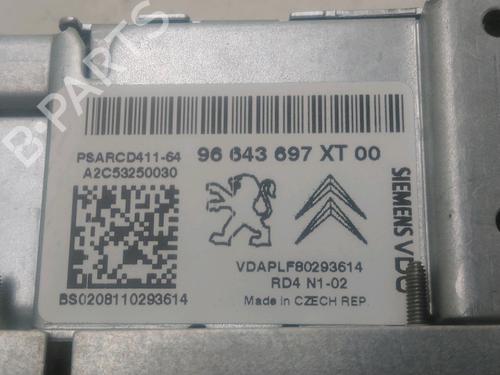 B-PARTS
PSARCD411-64
A2C53250030
96 643 697 XT 00
SIEMENS VDO
VDAPLF80293614
RD4 N1-02
BS0208110293614
Made in CZECH REP.